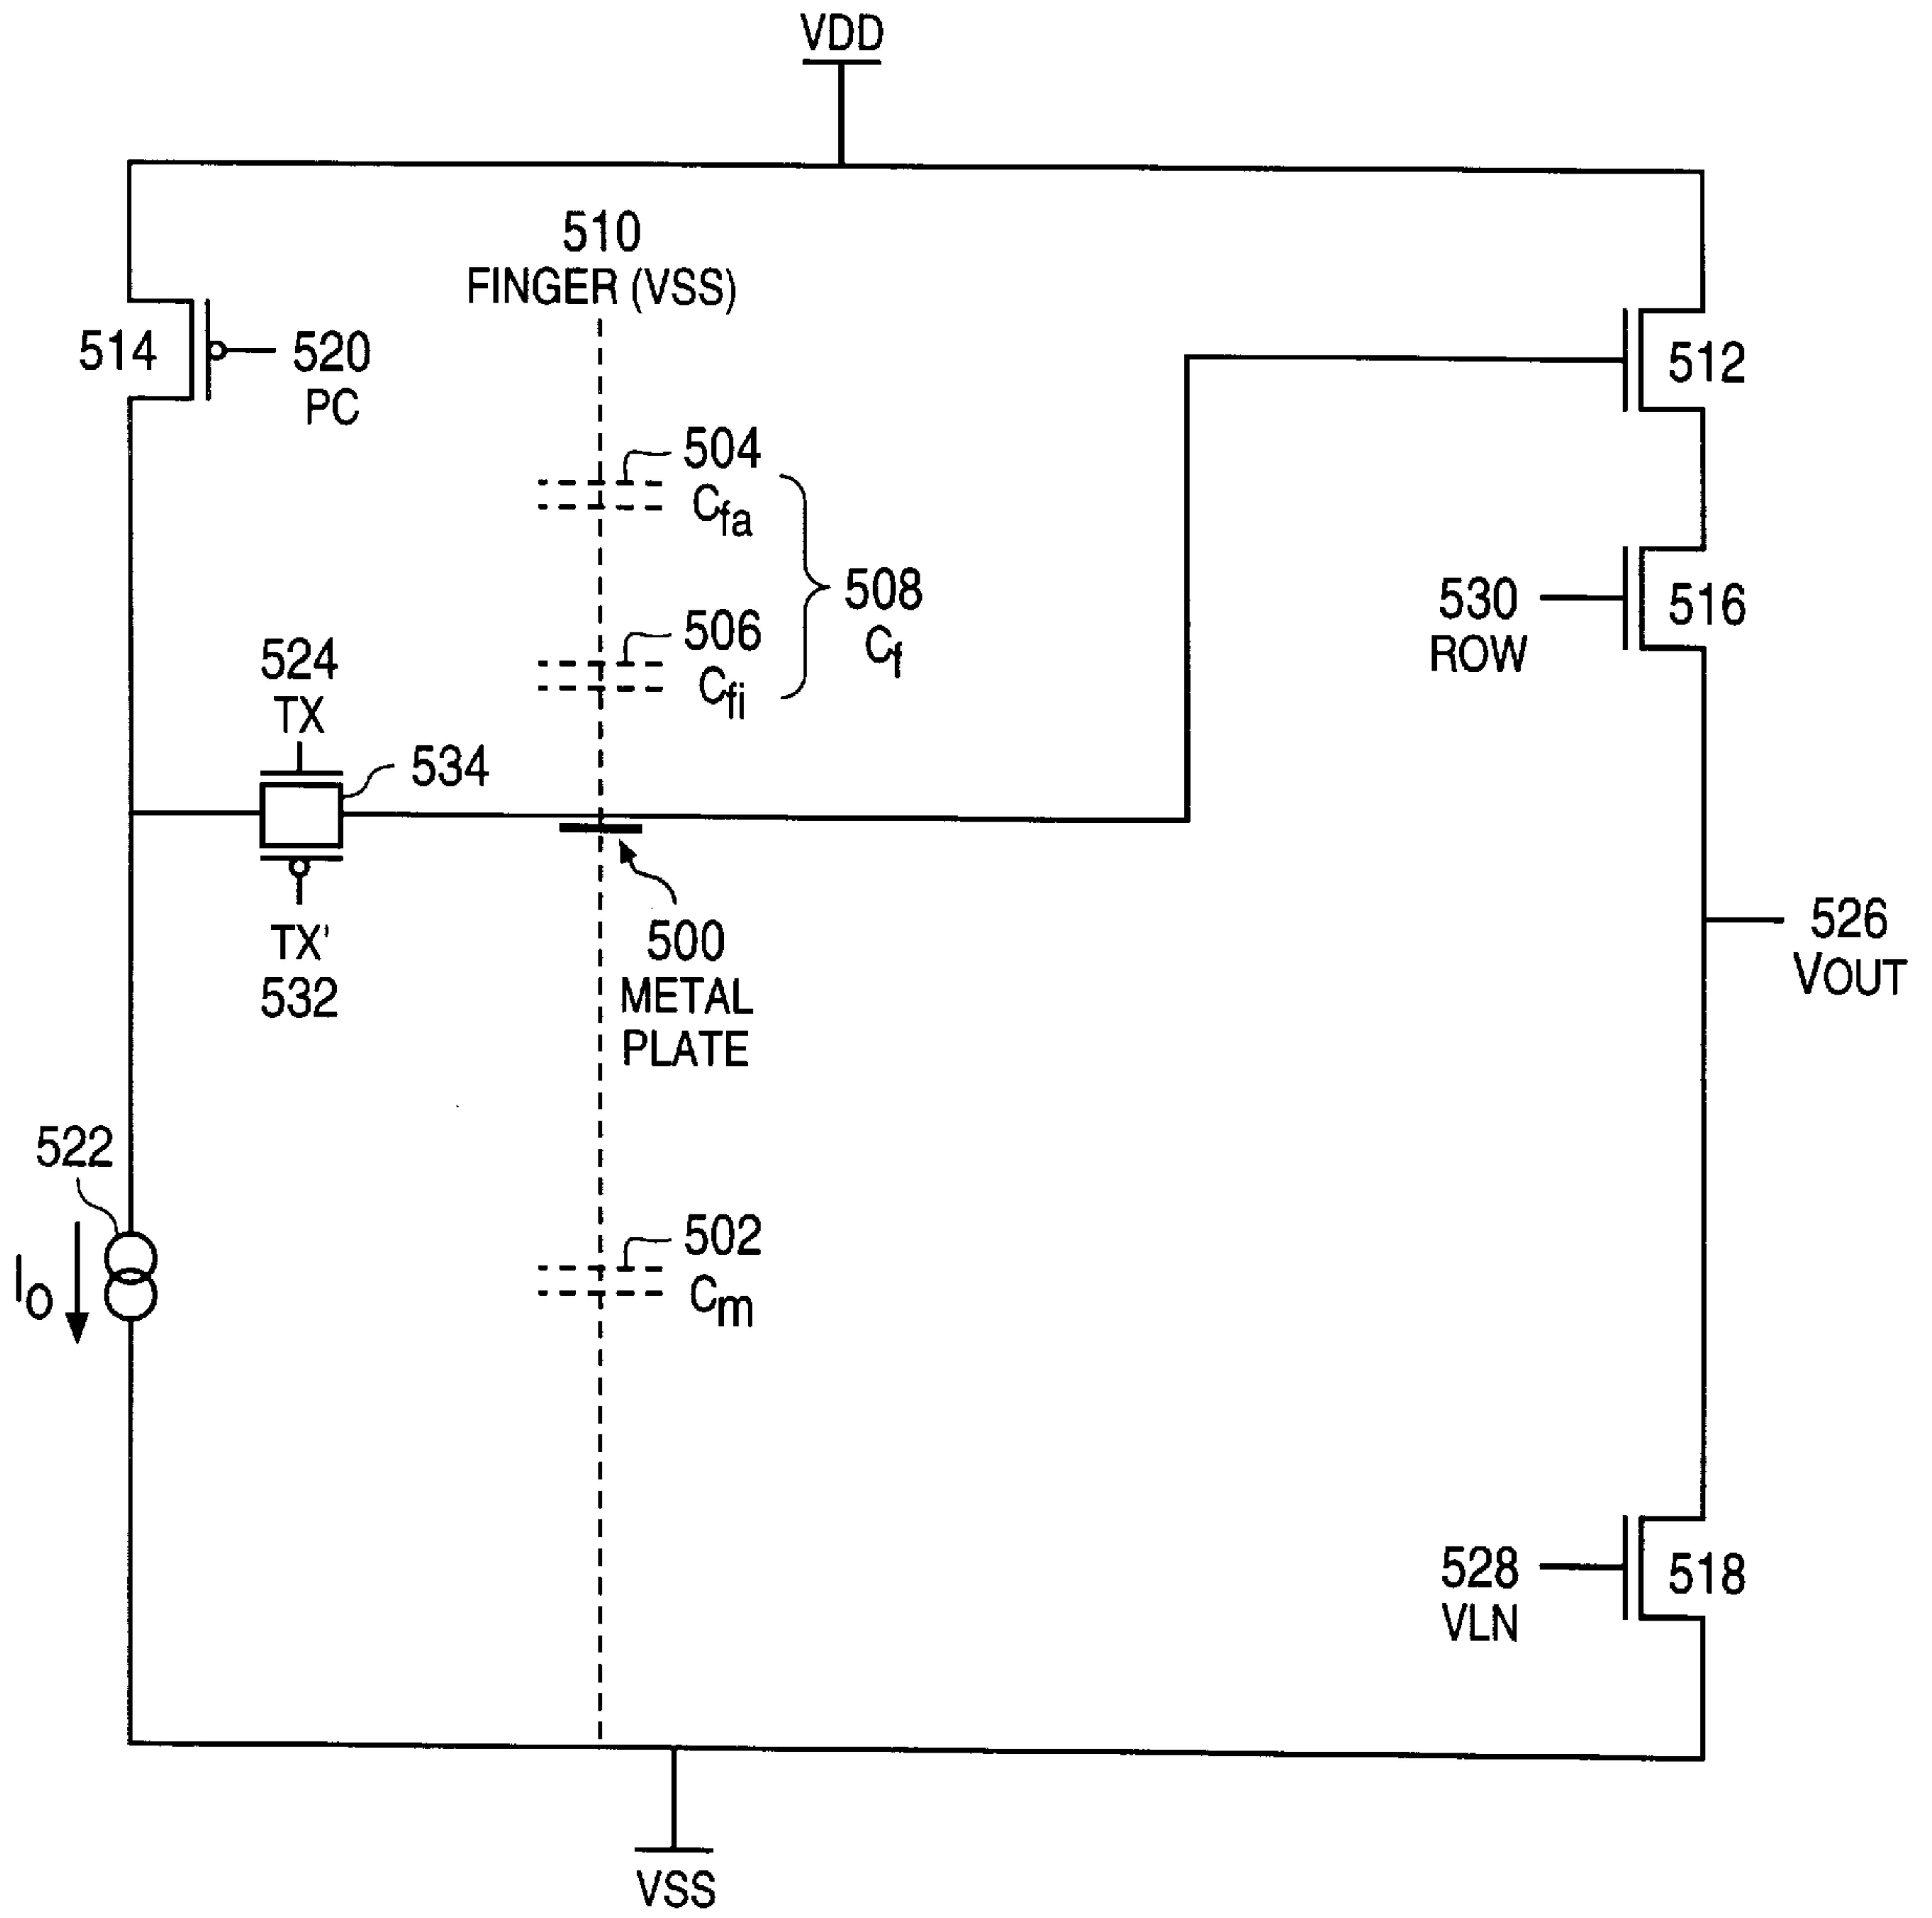 VDD
510
FINGER (VSS)
514
520
PC
512
504
Cfa
508
Cf
506
Cfi
530
ROW
516
524
TX
534
TX'
532
500
METAL
PLATE
526
VOUT
522
IO
502
Cm
528
VLN
518
VSS